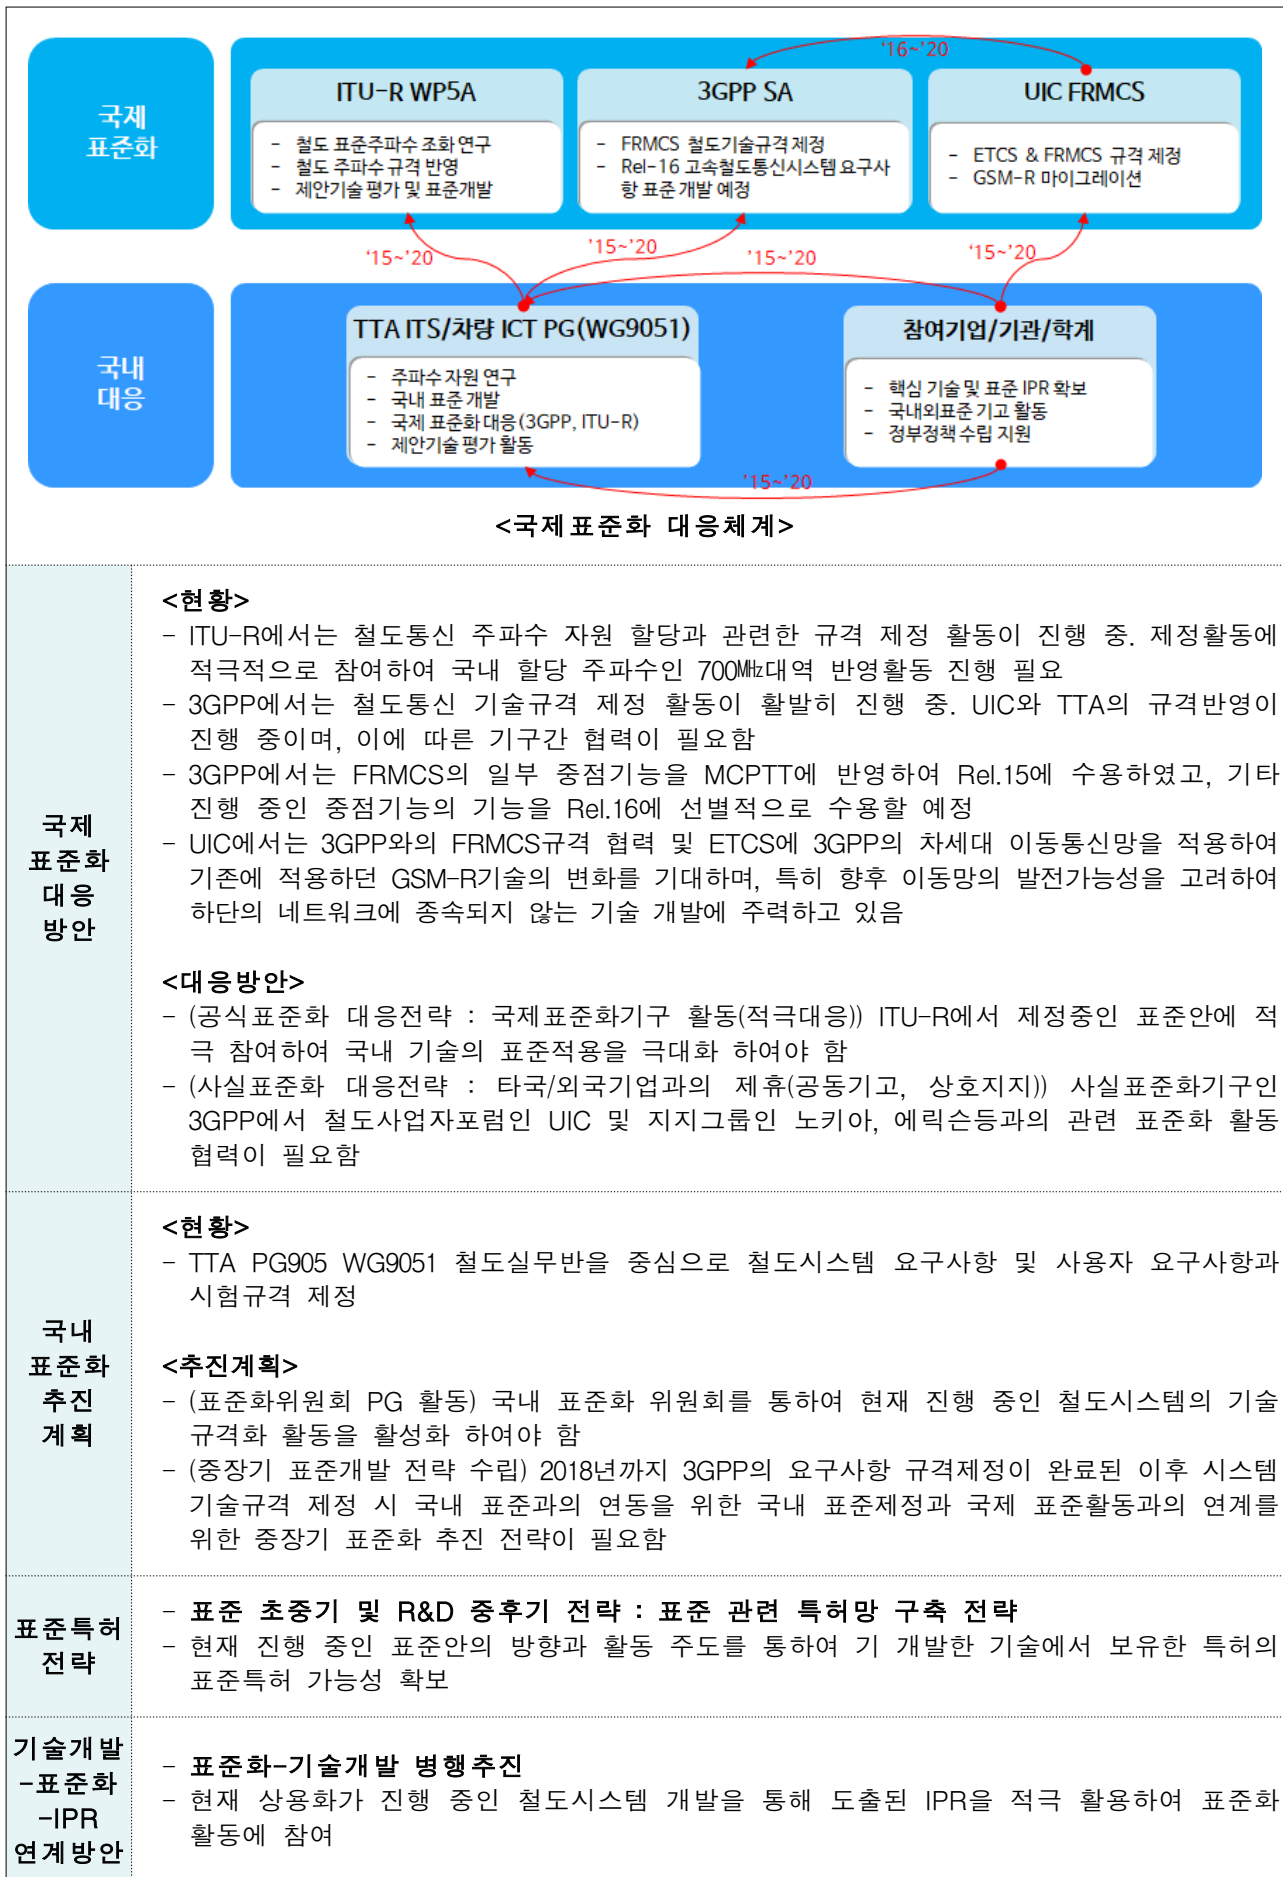 국제
표준화
'16~'20
ITU-R WP5A
- 철도 표준주파수 조화 연구
- 철도 주파수 규격 반영
- 제안기술 평가 및 표준개발
3GPP SA
- FRMCS 철도기술규격 제정
- Rel-16 고속철도통신시스템 요구사
항 표준 개발 예정
UIC FRMCS
- ETCS & FRMCS 규격 제정
- GSM-R 마이그레이션
'15~'20
'15~'20
'15~'20
'15~'20
국내
대응
TTA ITS/차량 ICT PG(WG9051)
- 주파수 자원 연구
- 국내 표준 개발
- 국제 표준화 대응(3GPP, ITU-R)
- 제안기술 평가 활동
참여기업/기관/학계
- 핵심 기술 및 표준 IPR 확보
- 국내외표준 기고 활동
- 정부정책 수립 지원
'15~'20
<국제표준화 대응체계>
국제
표준화
대응
방안
<현황>
- ITU-R에서는 철도통신 주파수 자원 할당과 관련한 규격 제정 활동이 진행 중. 제정활동에
적극적으로 참여하여 국내 할당 주파수인 700㎒대역 반영활동 진행 필요
- 3GPP에서는 철도통신 기술규격 제정 활동이 활발히 진행 중. UIC와 TTA의 규격반영이
진행 중이며, 이에 따른 기구간 협력이 필요함
- 3GPP에서는 FRMCS의 일부 중점기능을 MCPTT에 반영하여 Rel.15에 수용하였고, 기타
진행 중인 중점기능의 기능을 Rel.16에 선별적으로 수용할 예정
- UIC에서는 3GPP와의 FRMCS규격 협력 및 ETCS에 3GPP의 차세대 이동통신망을 적용하여
기존에 적용하던 GSM-R기술의 변화를 기대하며, 특히 향후 이동망의 발전가능성을 고려하여
하단의 네트워크에 종속되지 않는 기술 개발에 주력하고 있음
<대응방안>
- (공식표준화 대응전략 : 국제표준화기구 활동(적극대응)) ITU-R에서 제정중인 표준안에 적
극 참여하여 국내 기술의 표준적용을 극대화 하여야 함
- (사실표준화 대응전략 : 타국/외국기업과의 제휴(공동기고, 상호지지)) 사실표준화기구인
3GPP에서 철도사업자포럼인 UIC 및 지지그룹인 노키아, 에릭슨등과의 관련 표준화 활동
협력이 필요함
국내
표준화
추진
계획
<현황>
- TTA PG905 WG9051 철도실무반을 중심으로 철도시스템 요구사항 및 사용자 요구사항과
시험규격 제정
<추진계획>
- (표준화위원회 PG 활동) 국내 표준화 위원회를 통하여 현재 진행 중인 철도시스템의 기술
규격화 활동을 활성화 하여야 함
- (중장기 표준개발 전략 수립) 2018년까지 3GPP의 요구사항 규격제정이 완료된 이후 시스템
기술규격 제정 시 국내 표준과의 연동을 위한 국내 표준제정과 국제 표준활동과의 연계를
위한 중장기 표준화 추진 전략이 필요함
표준특허
전략
- 표준 초중기 및 R&D 중후기 전략 : 표준 관련 특허망 구축 전략
- 현재 진행 중인 표준안의 방향과 활동 주도를 통하여 기 개발한 기술에서 보유한 특허의
표준특허 가능성 확보
기술개발
-표준화
-IPR
연계방안
- 표준화-기술개발 병행추진
- 현재 상용화가 진행 중인 철도시스템 개발을 통해 도출된 IPR을 적극 활용하여 표준화
활동에 참여